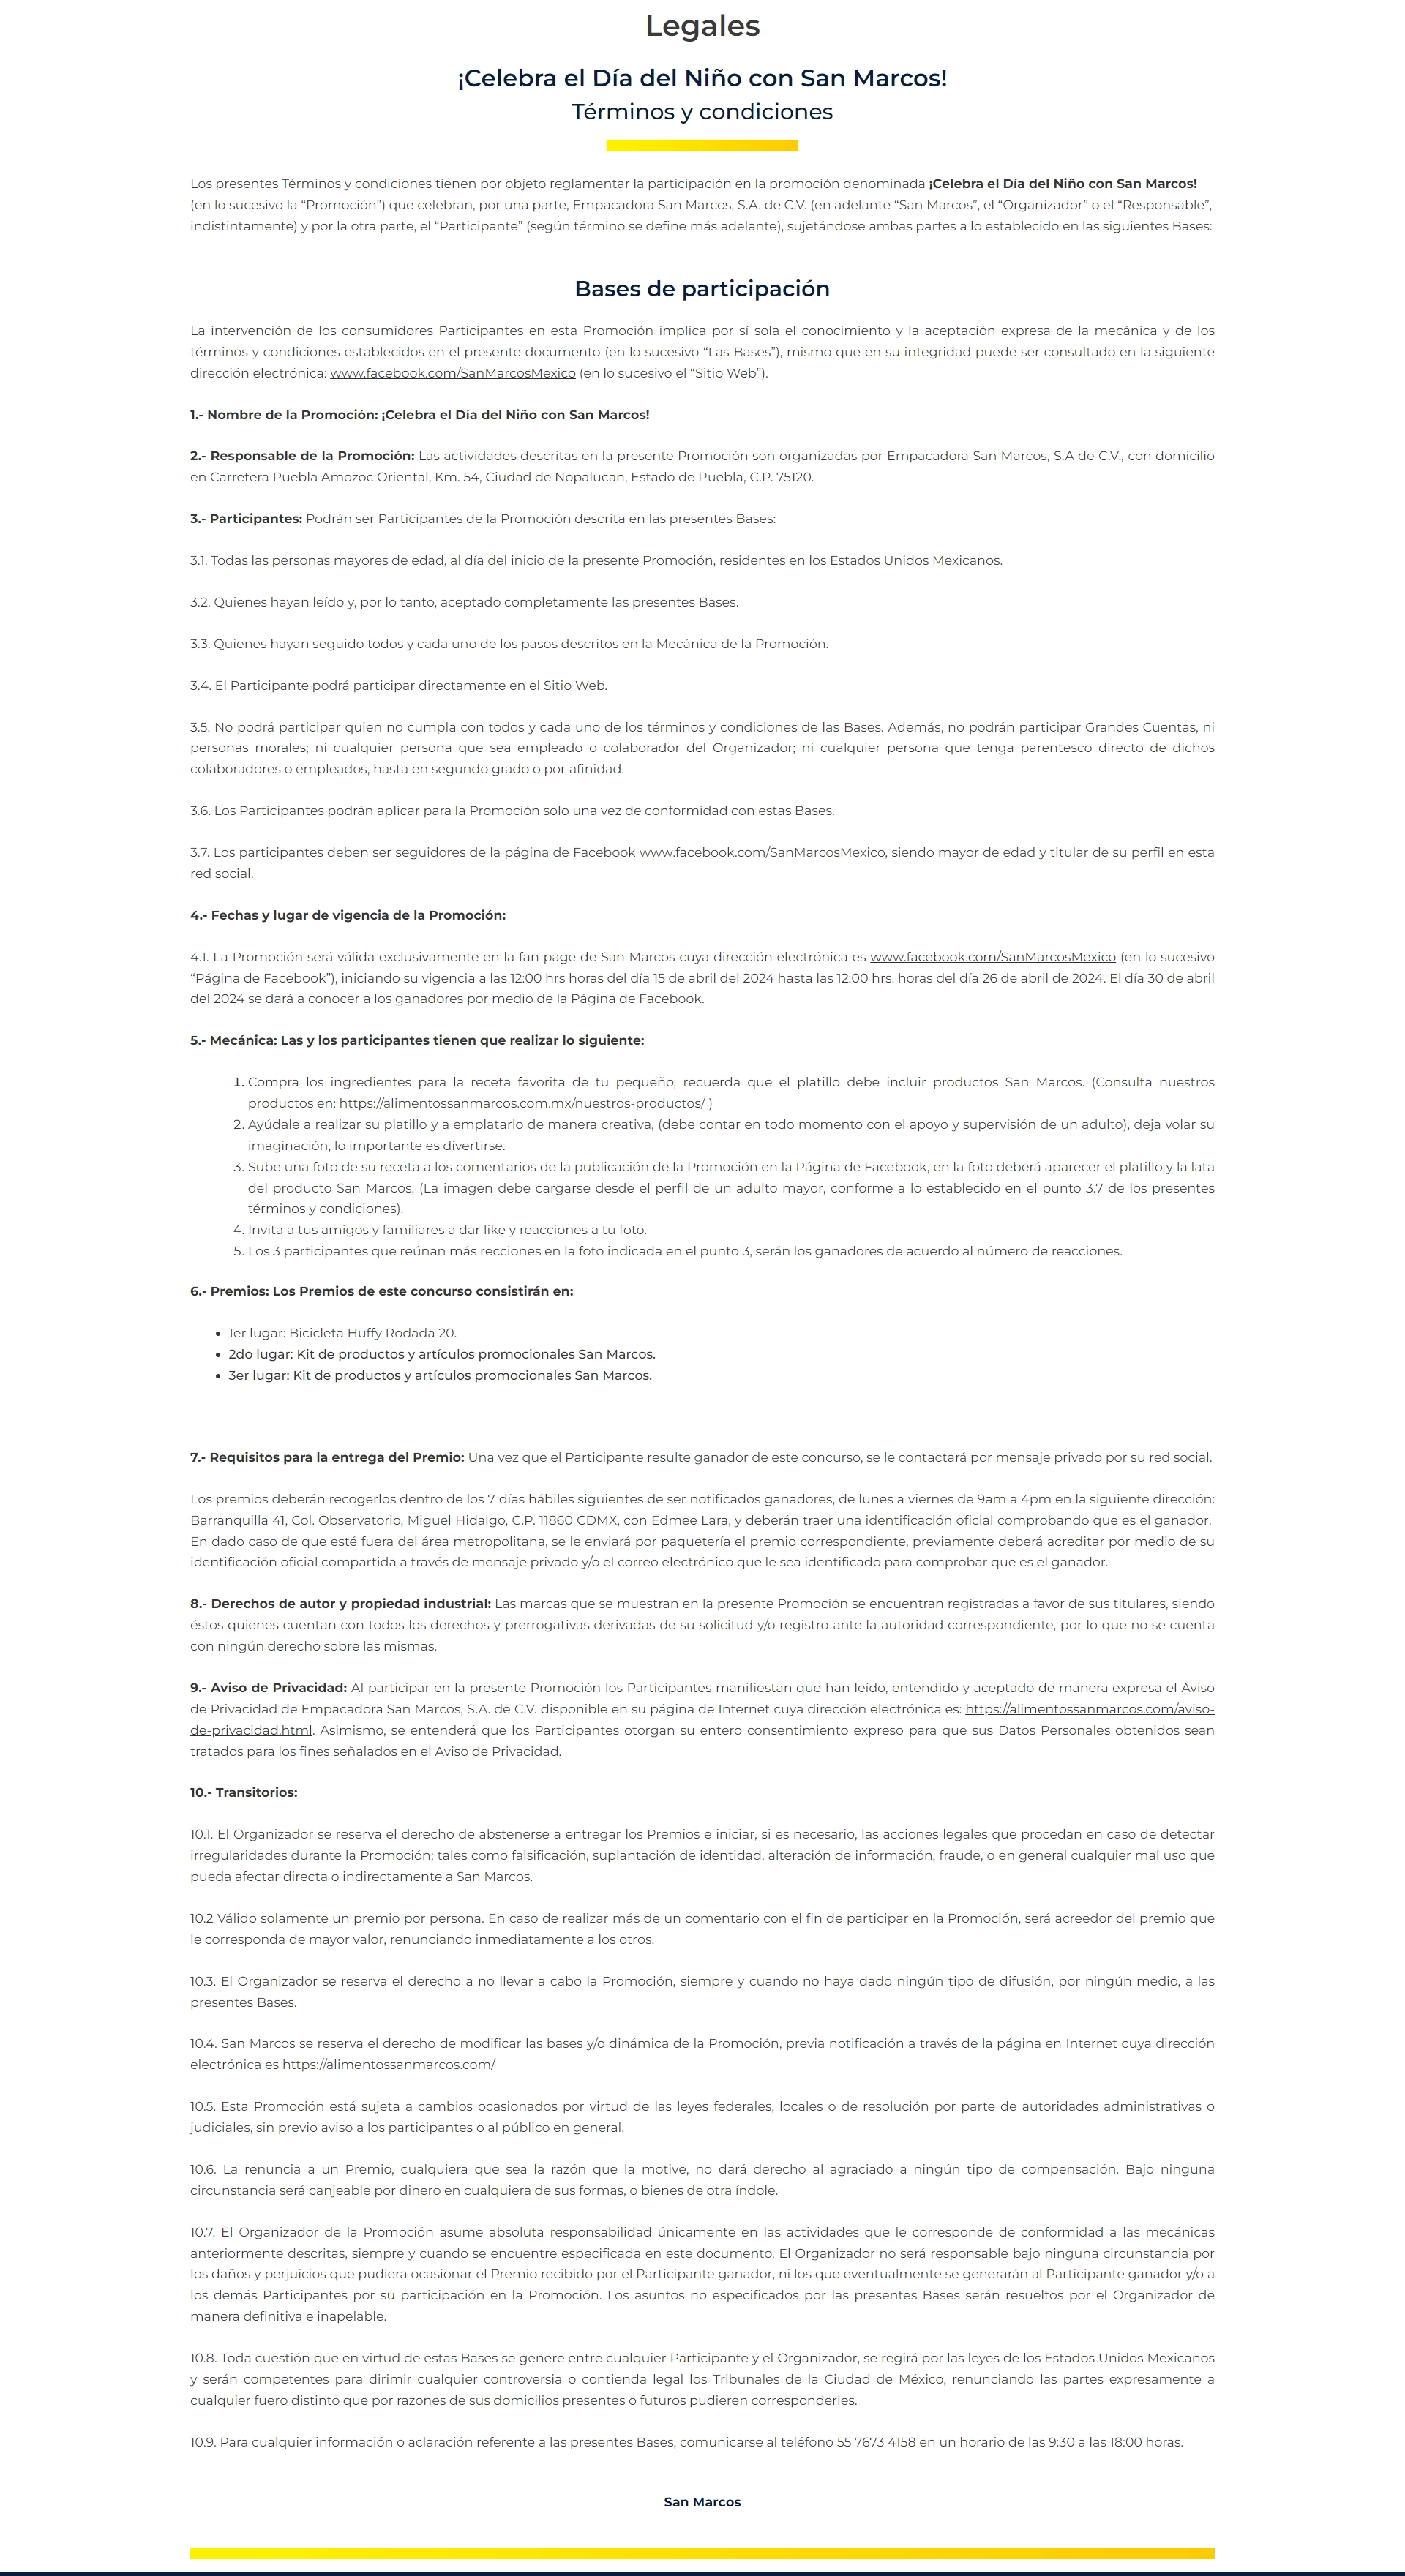 Legales
¡Celebra el Día del Niño con San Marcos!
Términos y condiciones
Los presentes Términos y condiciones tienen por objeto reglamentar la participación en la promoción denominada ¡Celebra el Día del Niño con San Marcos!
(en lo sucesivo la “Promoción”) que celebran, por una parte, Empacadora San Marcos, S.A. de C.V. (en adelante “San Marcos”, el “Organizador” o el “Responsable”,
indistintamente) y por la otra parte, el “Participante” (según término se define más adelante), sujetándose ambas partes a lo establecido en las siguientes Bases:
Bases de participación
La intervención de los consumidores Participantes en esta Promoción implica por sí sola el conocimiento y la aceptación expresa de la mecánica y de los
términos y condiciones establecidos en el presente documento (en lo sucesivo “Las Bases”), mismo que en su integridad puede ser consultado en la siguiente
dirección electrónica: www.facebook.com/SanMarcosMexico (en lo sucesivo el “Sitio Web”).
1.- Nombre de la Promoción: ¡Celebra el Día del Niño con San Marcos!
2.- Responsable de la Promoción: Las actividades descritas en la presente Promoción son organizadas por Empacadora San Marcos, S.A de C.V., con domicilio
en Carretera Puebla Amozoc Oriental, Km. 54, Ciudad de Nopalucan, Estado de Puebla, C.P. 75120.
3.- Participantes: Podrán ser Participantes de la Promoción descrita en las presentes Bases:
3.1. Todas las personas mayores de edad, al día del inicio de la presente Promoción, residentes en los Estados Unidos Mexicanos.
3.2. Quienes hayan leído y, por lo tanto, aceptado completamente las presentes Bases.
3.3. Quienes hayan seguido todos y cada uno de los pasos descritos en la Mecánica de la Promoción.
3.4. El Participante podrá participar directamente en el Sitio Web.
3.5. No podrá participar quien no cumpla con todos y cada uno de los términos y condiciones de las Bases. Además, no podrán participar Grandes Cuentas, ni
personas morales; ni cualquier persona que sea empleado o colaborador del Organizador; ni cualquier persona que tenga parentesco directo de dichos
colaboradores o empleados, hasta en segundo grado o por afinidad.
3.6. Los Participantes podrán aplicar para la Promoción solo una vez de conformidad con estas Bases.
3.7. Los participantes deben ser seguidores de la página de Facebook www.facebook.com/SanMarcosMexico, siendo mayor de edad y titular de su perfil en esta
red social.
4.- Fechas y lugar de vigencia de la Promoción:
4.1. La Promoción será válida exclusivamente en la fan page de San Marcos cuya dirección electrónica es www.facebook.com/SanMarcosMexico (en lo sucesivo
“Página de Facebook”), iniciando su vigencia a las 12:00 hrs horas del día 15 de abril del 2024 hasta las 12:00 hrs. horas del día 26 de abril de 2024. El día 30 de abril
del 2024 se dará a conocer a los ganadores por medio de la Página de Facebook.
5.- Mecánica: Las y los participantes tienen que realizar lo siguiente:
1. Compra los ingredientes para la receta favorita de tu pequeño, recuerda que el platillo debe incluir productos San Marcos. (Consulta nuestros
productos en: https://alimentossanmarcos.com.mx/nuestros-productos/ )
2. Ayúdale a realizar su platillo y a emplatarlo de manera creativa, (debe contar en todo momento con el apoyo y supervisión de un adulto), deja volar su
imaginación, lo importante es divertirse.
3. Sube una foto de su receta a los comentarios de la publicación de la Promoción en la Página de Facebook, en la foto deberá aparecer el platillo y la lata
del producto San Marcos. (La imagen debe cargarse desde el perfil de un adulto mayor, conforme a lo establecido en el punto 3.7 de los presentes
términos y condiciones).
4. Invita a tus amigos y familiares a dar like y reacciones a tu foto.
5. Los 3 participantes que reúnan más recciones en la foto indicada en el punto 3, serán los ganadores de acuerdo al número de reacciones.
6.- Premios: Los Premios de este concurso consistirán en:
• 1er lugar: Bicicleta Huffy Rodada 20.
• 2do lugar: Kit de productos y artículos promocionales San Marcos.
• 3er lugar: Kit de productos y artículos promocionales San Marcos.
7.- Requisitos para la entrega del Premio: Una vez que el Participante resulte ganador de este concurso, se le contactará por mensaje privado por su red social.
Los premios deberán recogerlos dentro de los 7 días hábiles siguientes de ser notificados ganadores, de lunes a viernes de 9am a 4pm en la siguiente dirección:
Barranquilla 41, Col. Observatorio, Miguel Hidalgo, C.P. 11860 CDMX, con Edmee Lara, y deberán traer una identificación oficial comprobando que es el ganador.
En dado caso de que esté fuera del área metropolitana, se le enviará por paquetería el premio correspondiente, previamente deberá acreditar por medio de su
identificación oficial compartida a través de mensaje privado y/o el correo electrónico que le sea identificado para comprobar que es el ganador.
8.- Derechos de autor y propiedad industrial: Las marcas que se muestran en la presente Promoción se encuentran registradas a favor de sus titulares, siendo
éstos quienes cuentan con todos los derechos y prerrogativas derivadas de su solicitud y/o registro ante la autoridad correspondiente, por lo que no se cuenta
con ningún derecho sobre las mismas.
9.- Aviso de Privacidad: Al participar en la presente Promoción los Participantes manifiestan que han leído, entendido y aceptado de manera expresa el Aviso
de Privacidad de Empacadora San Marcos, S.A. de C.V. disponible en su página de Internet cuya dirección electrónica es: https://alimentossanmarcos.com/aviso-
de-privacidad.html. Asimismo, se entenderá que los Participantes otorgan su entero consentimiento expreso para que sus Datos Personales obtenidos sean
tratados para los fines señalados en el Aviso de Privacidad.
10.- Transitorios:
10.1. El Organizador se reserva el derecho de abstenerse a entregar los Premios e iniciar, si es necesario, las acciones legales que procedan en caso de detectar
irregularidades durante la Promoción; tales como falsificación, suplantación de identidad, alteración de información, fraude, o en general cualquier mal uso que
pueda afectar directa o indirectamente a San Marcos.
10.2 Válido solamente un premio por persona. En caso de realizar más de un comentario con el fin de participar en la Promoción, será acreedor del premio que
le corresponda de mayor valor, renunciando inmediatamente a los otros.
10.3. El Organizador se reserva el derecho a no llevar a cabo la Promoción, siempre y cuando no haya dado ningún tipo de difusión, por ningún medio, a las
presentes Bases.
10.4. San Marcos se reserva el derecho de modificar las bases y/o dinámica de la Promoción, previa notificación a través de la página en Internet cuya dirección
electrónica es https://alimentossanmarcos.com/
10.5. Esta Promoción está sujeta a cambios ocasionados por virtud de las leyes federales, locales o de resolución por parte de autoridades administrativas o
judiciales, sin previo aviso a los participantes o al público en general.
10.6. La renuncia a un Premio, cualquiera que sea la razón que la motive, no dará derecho al agraciado a ningún tipo de compensación. Bajo ninguna
circunstancia será canjeable por dinero en cualquiera de sus formas, o bienes de otra índole.
10.7. El Organizador de la Promoción asume absoluta responsabilidad únicamente en las actividades que le corresponde de conformidad a las mecánicas
anteriormente descritas, siempre y cuando se encuentre especificada en este documento. El Organizador no será responsable bajo ninguna circunstancia por
los daños y perjuicios que pudiera ocasionar el Premio recibido por el Participante ganador, ni los que eventualmente se generarán al Participante ganador y/o a
los demás Participantes por su participación en la Promoción. Los asuntos no especificados por las presentes Bases serán resueltos por el Organizador de
manera definitiva e inapelable.
10.8. Toda cuestión que en virtud de estas Bases se genere entre cualquier Participante y el Organizador, se regirá por las leyes de los Estados Unidos Mexicanos
y serán competentes para dirimir cualquier controversia o contienda legal los Tribunales de la Ciudad de México, renunciando las partes expresamente a
cualquier fuero distinto que por razones de sus domicilios presentes o futuros pudieren corresponderles.
10.9. Para cualquier información o aclaración referente a las presentes Bases, comunicarse al teléfono 55 7673 4158 en un horario de las 9:30 a las 18:00 horas.
San Marcos